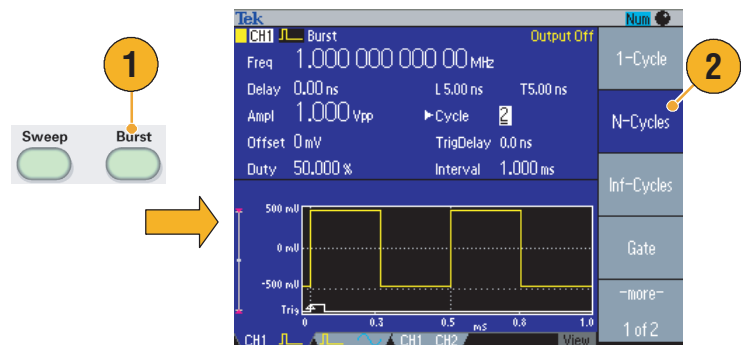 1
Sweep Burst
Tek Num
CH1 Burst Output Off
Freq 1.000 000 000 00 MHz
Delay 0.00 ns L 5.00 ns T5.00 ns
Ampl 1.000 Vpp ►Cycle 2
Offset 0 mV TrigDelay 0.0 ns
Duty 50.000 % Interval 1.000 ms
500 mU
0 mU
-500 mU
Trig
0 0.3 0.5 ms 0.8 1.0
CH1 CH1 CH2 View
1-Cycle
2
N-Cycles
Inf-Cycles
Gate
-more-
1 of 2